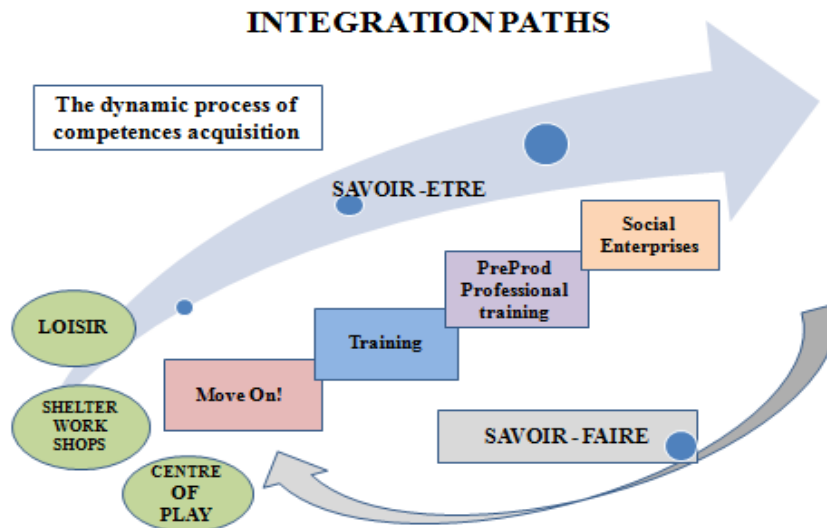 INTEGRATION PATHS
The dynamic process of
competences acquisition
SAVOIR -ETRE
Social
Enterprises
PreProd
Professional
training
Training
Move On!
LOISIR
SHELTER
WORK
SHOPS
CENTRE
OF
PLAY
SAVOIR - FAIRE